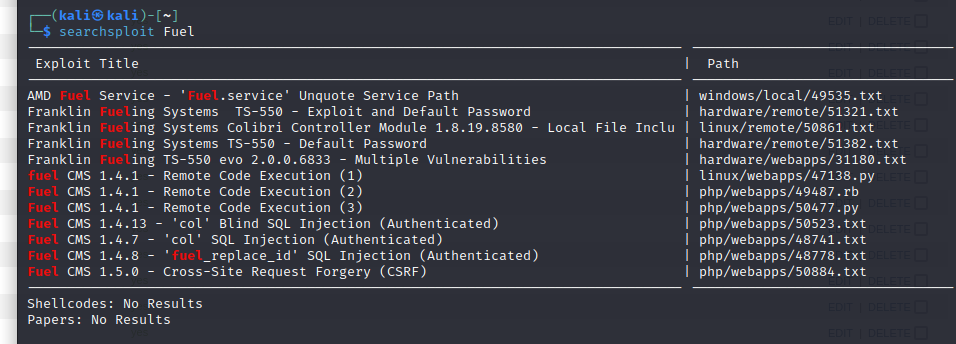 ┌──(kali㉿kali)-[~]
└─$ searchsploit Fuel
Exploit Title | Path
AMD Fuel Service - 'Fuel.service' Unquote Service Path | windows/local/49535.txt
Franklin Fueling Systems  TS-550 - Exploit and Default Password | hardware/remote/51321.txt
Franklin Fueling Systems Colibri Controller Module 1.8.19.8580 - Local File Inclu | linux/remote/50861.txt
Franklin Fueling Systems TS-550 - Default Password | hardware/remote/51382.txt
Franklin Fueling TS-550 evo 2.0.0.6833 - Multiple Vulnerabilities | hardware/webapps/31180.txt
fuel CMS 1.4.1 - Remote Code Execution (1) | linux/webapps/47138.py
Fuel CMS 1.4.1 - Remote Code Execution (2) | php/webapps/49487.rb
Fuel CMS 1.4.1 - Remote Code Execution (3) | php/webapps/50477.py
Fuel CMS 1.4.13 - 'col' Blind SQL Injection (Authenticated) | php/webapps/50523.txt
Fuel CMS 1.4.7 - 'col' SQL Injection (Authenticated) | php/webapps/48741.txt
Fuel CMS 1.4.8 - 'fuel_replace_id' SQL Injection (Authenticated) | php/webapps/48778.txt
Fuel CMS 1.5.0 - Cross-Site Request Forgery (CSRF) | php/webapps/50884.txt
Shellcodes: No Results
Papers: No Results